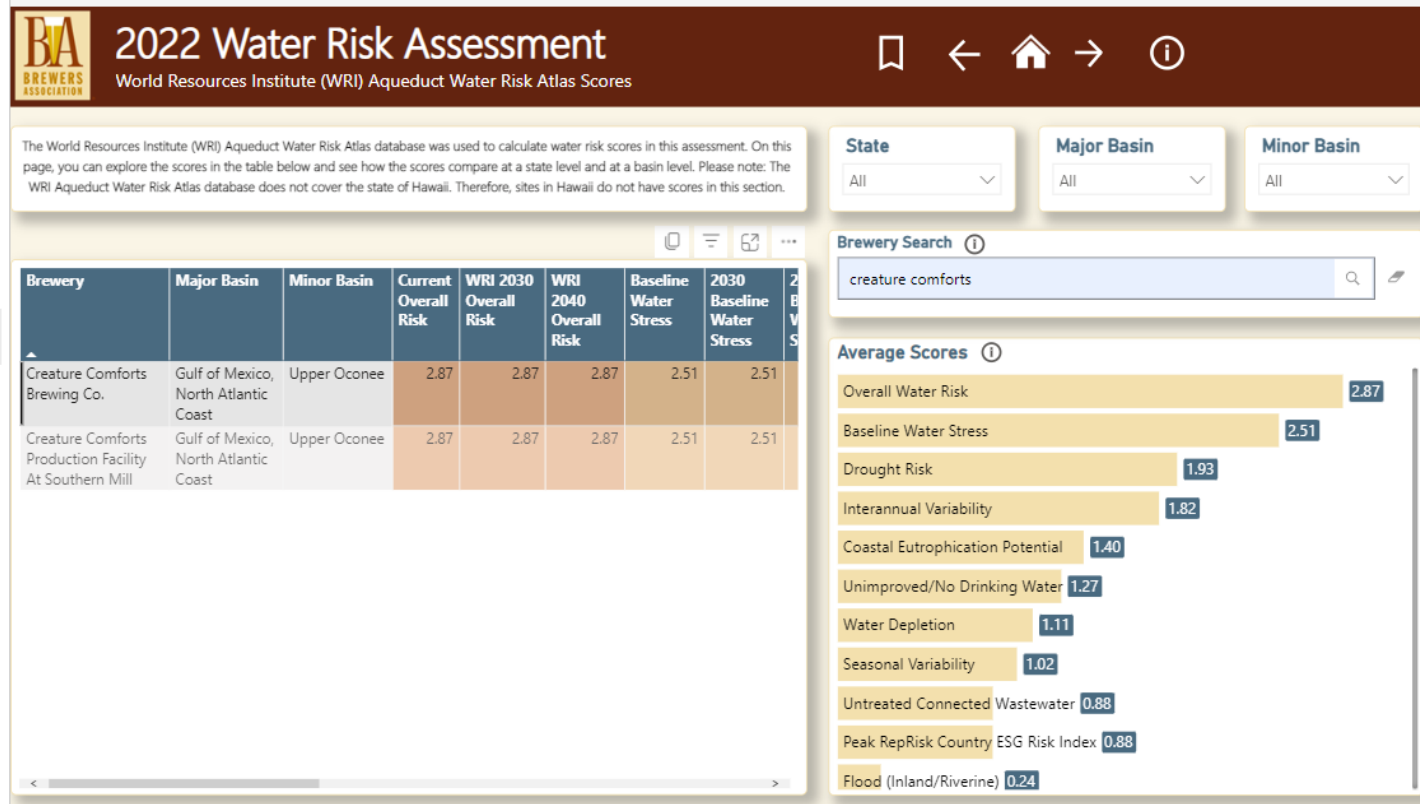 BA
BREWERS
ASSOCIATION
2022 Water Risk Assessment
World Resources Institute (WRI) Aqueduct Water Risk Atlas Scores
The World Resources Institute (WRI) Aqueduct Water Risk Atlas database was used to calculate water risk scores in this assessment. On this
page, you can explore the scores in the table below and see how the scores compare at a state level and at a basin level. Please note: The
WRI Aqueduct Water Risk Atlas database does not cover the state of Hawaii. Therefore, sites in Hawaii do not have scores in this section.
State
All
Major Basin
All
Minor Basin
All
Brewery Search
creature comforts
Brewery Major Basin Minor Basin Current WRI 2030 WRI Baseline 2030
Overall Overall 2040 Water Baseline
Risk Risk Overall Stress Water
Risk Stress
Creature Comforts Gulf of Mexico, Upper Oconee 2.87 2.87 2.87 2.51 2.51
Brewing Co. North Atlantic
Coast
Creature Comforts Gulf of Mexico, Upper Oconee 2.87 2.87 2.87 2.51 2.51
Production Facility North Atlantic
At Southern Mill Coast
Average Scores
Overall Water Risk 2.87
Baseline Water Stress 2.51
Drought Risk 1.93
Interannual Variability 1.82
Coastal Eutrophication Potential 1.40
Unimproved/No Drinking Water 1.27
Water Depletion 1.11
Seasonal Variability 1.02
Untreated Connected Wastewater 0.88
Peak RepRisk Country ESG Risk Index 0.88
Flood (Inland/Riverine) 0.24